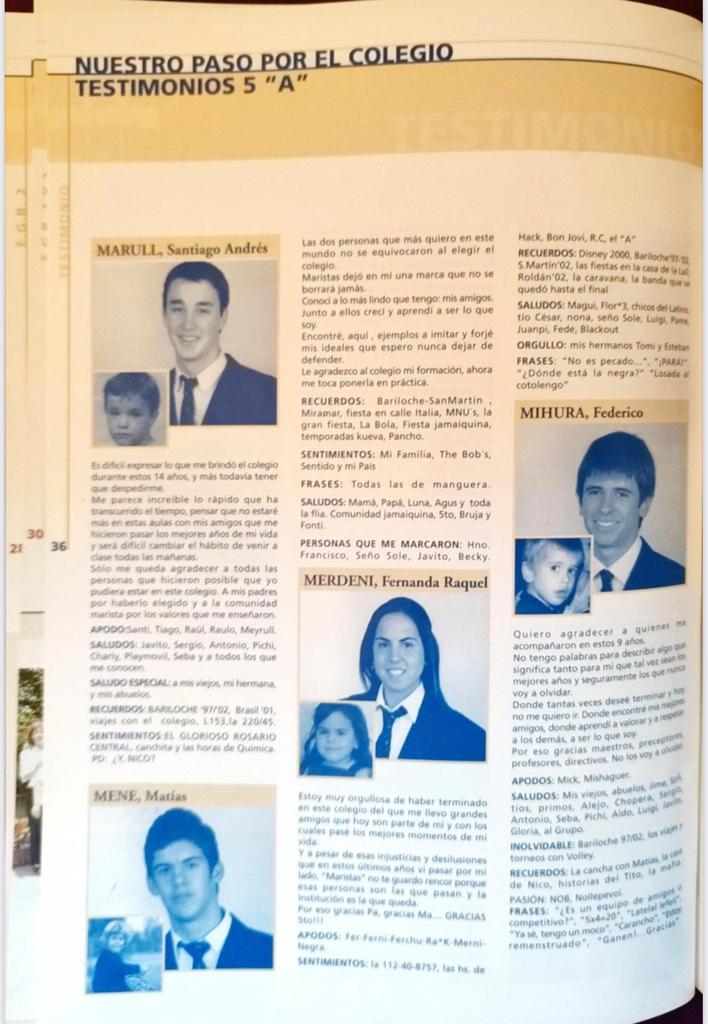 NUESTRO PASO POR EL COLEGIO
TESTIMONIOS 5 "A"
TESTIMONIO
E.G.B. 2
TESTIMONIO
30
36
MARULL, Santiago Andrés
Es difícil expresar lo que me brindó el colegio
durante estos 14 años, y más todavía tener
que despedirme.
Me parece increíble lo rápido que ha
transcurrido el tiempo, pensar que no estaré
más en estas aulas con mis amigos que me
hicieron pasar los mejores años de mi vida
y será difícil cambiar el hábito de venir a
clase todas las mañanas.
Sólo me queda agradecer a todas las
personas que hicieron posible que yo
pudiera estar en este colegio. A mis padres
por haberlo elegido y a la comunidad
marista por los valores que me enseñaron.
APODO:Santi, Tiago, Raúl, Raulo, Meyrull.
SALUDOS: Javito, Sergio, Antonio, Pichi,
Charly, Playmovil, Seba y a todos los que
me conocen.
SALUDO ESPECIAL: a mis viejos, mi hermana,
y mis abuelos.
RECUERDOS: BARILOCHE '97/'02, Brasil '01,
viajes con el colegio, L153,la 220/45.
SENTIMIENTOS:EL GLORIOSO ROSARIO
CENTRAL, canchita y las horas de Química.
PD: ¿Y, NICO?
MENE, Matías
Las dos personas que más quiero en este
mundo no se equivocaron al elegir el
colegio.
Maristas dejó en mí una marca que no se
borrará jamás.
Conocí a lo más lindo que tengo: mis amigos.
Junto a ellos crecí y aprendí a ser lo que
soy.
Encontré, aquí , ejemplos a imitar y forjé
mis ideales que espero nunca dejar de
defender.
Le agradezco al colegio mi formación, ahora
me toca ponerla en práctica.
RECUERDOS: Bariloche-SanMartín ,
Miramar, fiesta en calle Italia, MNU's, la
gran fiesta, La Bola, Fiesta jamaiquina,
temporadas kueva, Pancho.
SENTIMIENTOS: Mi Familia, The Bob's,
Sentido y mi País
FRASES: Todas las de manguera.
SALUDOS: Mamá, Papá, Luna, Agus y toda
la flia. Comunidad jamaiquina, 5to, Bruja y
Fonti.
PERSONAS QUE ME MARCARON: Hno.
Francisco, Seño Sole, Javito, Becky.
MERDENI, Fernanda Raquel
Estoy muy orgullosa de haber terminado
en este colegio del que me llevo grandes
amigos que hoy son parte de mi y con los
cuales pasé los mejores momentos de mi
vida.
Y a pesar de esas injusticias y desilusiones
que en estos últimos años vi pasar por mi
lado, "Maristas" no te guardo rencor porque
esas personas son las que pasan y la
Institución es la que queda.
Por eso gracias Pa, gracias Ma... GRACIAS
5to!!!
APODOS: Fer-Ferni-Ferchu-Ra*K-Merni-
Negra.
SENTIMIENTOS: la 112-40-8757, las hs. de
Hack, Bon Jovi, R.C, el "A"
RECUERDOS: Disney 2000, Bariloche'97-'02,
S.Martín'02, las fiestas en la casa de la Lali,
Roldán'02, la caravana, la banda que se
quedó hasta el final
SALUDOS: Magui, Flor*3, chicos del Latino,
tío César, nona, seño Sole, Luigi, Pame,
Juanpi, Fede, Blackout
ORGULLO: mis hermanos Tomi y Esteban
FRASES: "No es pecado...", "¡PARÁ!",
"¿Dónde está la negra?" "Losada al
cotolengo"
MIHURA, Federico
Quiero agradecer a quienes me
acompañaron en estos 9 años.
No tengo palabras para describir algo que
significa tanto para mi que tal vez sean los
mejores años y seguramente los que nunca
voy a olvidar.
Donde tantas veces deseé terminar y hoy
no me quiero ir. Donde encontré mis mejores
amigos, donde aprendí a valorar y a respetar
a los demás, a ser lo que soy.
Por eso gracias maestros, preceptores,
profesores, directivos. No los voy a olvidar.
APODOS: Mick, Mishaguer.
SALUDOS: Mis viejos, abuelos, Jime, Sofi,
tíos, primos, Alejo, Chopera, Sergio,
Antonio, Seba, Pichi, Aldo, Luigi, Javito,
Gloria, al Grupo.
INOLVIDABLE: Bariloche 97/02, los viajes y
torneos con Volley.
RECUERDOS: La cancha con Matías, la casa
de Nico, historias del Tito, la mafia.
PASIÓN: NOB, Nollepevoi.
FRASES: "¿Es un equipo de amigos o
competitivo?", "5x4=20", "Latelal lefeli",
"Ya sé, tengo un moco", "Carancho", "Estoy
remenstruado", "Ganen!...Gracias"